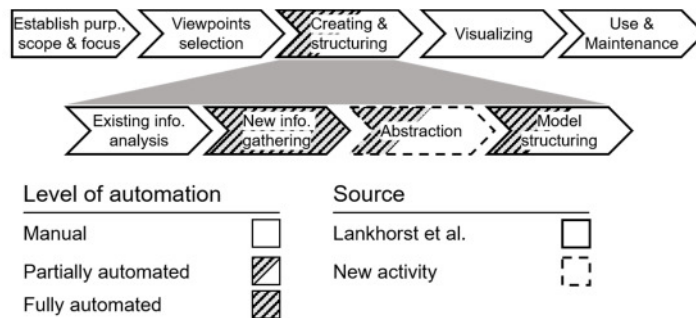 Establish purp.,
scope & focus
Viewpoints
selection
Creating &
structuring
Visualizing
Use &
Maintenance
Existing info.
analysis
New info.
gathering
Abstraction
Model
structuring
Level of automation
Source
Manual
Lankhorst et al.
Partially automated
New activity
Fully automated